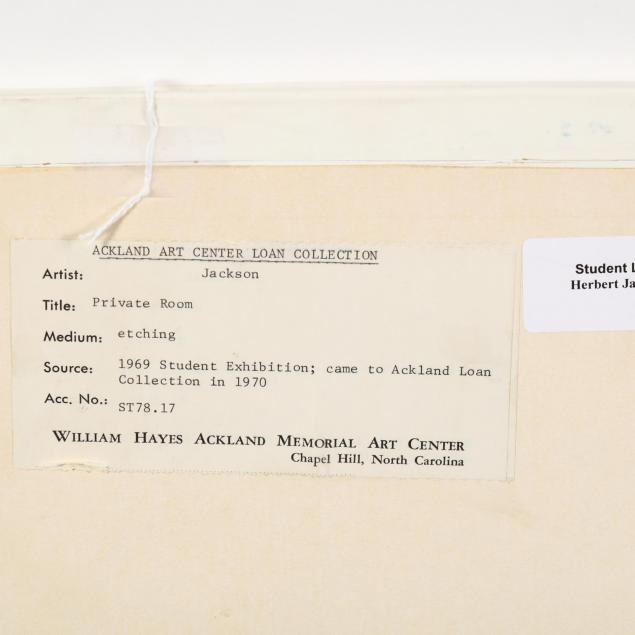 ACKLAND ART CENTER LOAN COLLECTION
Artist: Jackson
Title: Private Room
Medium: etching
Source: 1969 Student Exhibition; came to Ackland Loan
Collection in 1970
Acc. No.: ST78.17
WILLIAM HAYES ACKLAND MEMORIAL ART CENTER
Chapel Hill, North Carolina
Student L
Herbert Ja